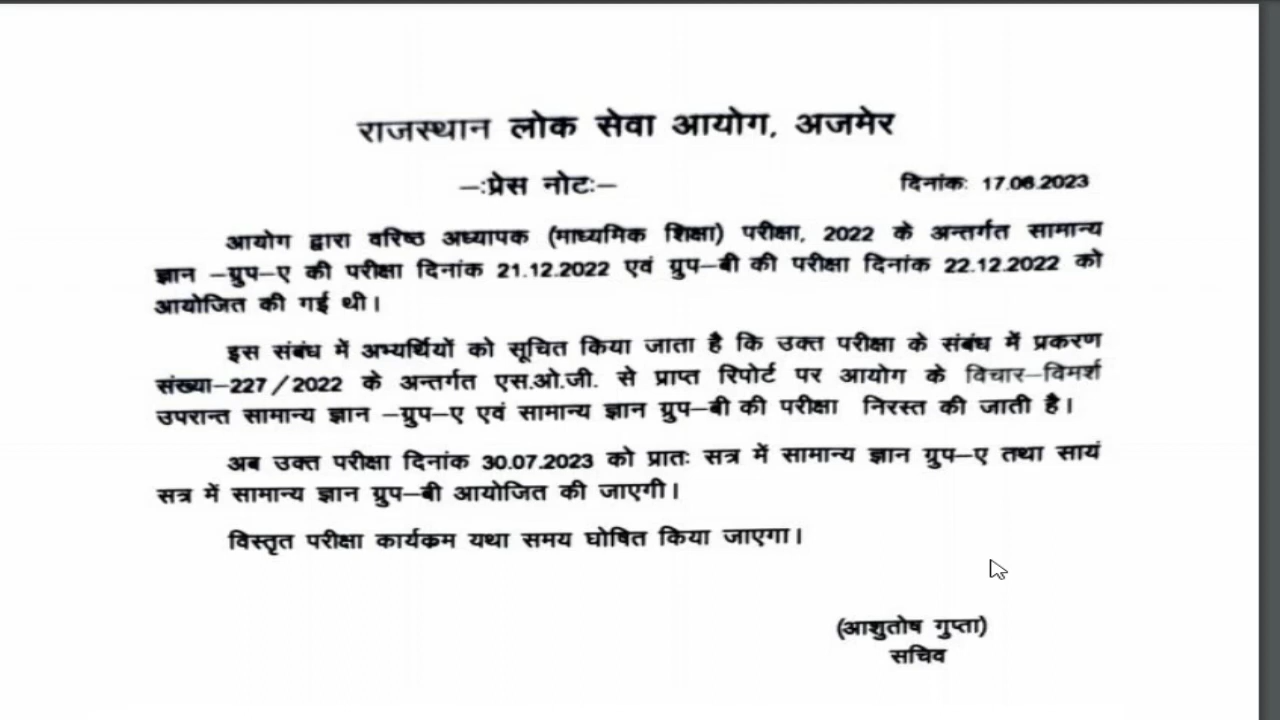 राजस्थान लोक सेवा आयोग, अजमेर
–:प्रेस नोटः– दिनांकः 17.06.2023
आयोग द्वारा वरिष्ठ अध्यापक (माध्यमिक शिक्षा) परीक्षा, 2022 के अन्तर्गत सामान्य
ज्ञान –ग्रुप–ए की परीक्षा दिनांक 21.12.2022 एवं ग्रुप–बी की परीक्षा दिनांक 22.12.2022 को
आयोजित की गई थी।
इस संबंध में अभ्यर्थियों को सूचित किया जाता है कि उक्त परीक्षा के संबंध में प्रकरण
संख्या–227/2022 के अन्तर्गत एस.ओ.जी. से प्राप्त रिपोर्ट पर आयोग के विचार–विमर्श
उपरान्त सामान्य ज्ञान –ग्रुप–ए एवं सामान्य ज्ञान ग्रुप–बी की परीक्षा निरस्त की जाती है।
अब उक्त परीक्षा दिनांक 30.07.2023 को प्रातः सत्र में सामान्य ज्ञान ग्रुप–ए तथा सायं
सत्र में सामान्य ज्ञान ग्रुप–बी आयोजित की जाएगी।
विस्तृत परीक्षा कार्यक्रम यथा समय घोषित किया जाएगा।
(आशुतोष गुप्ता)
सचिव